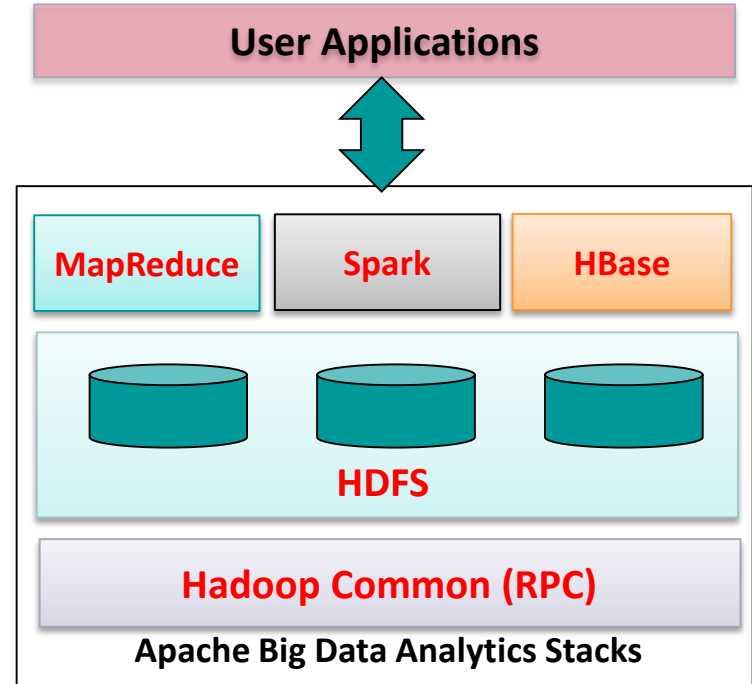 User Applications
MapReduce
Spark
HBase
HDFS
Hadoop Common (RPC)
Apache Big Data Analytics Stacks